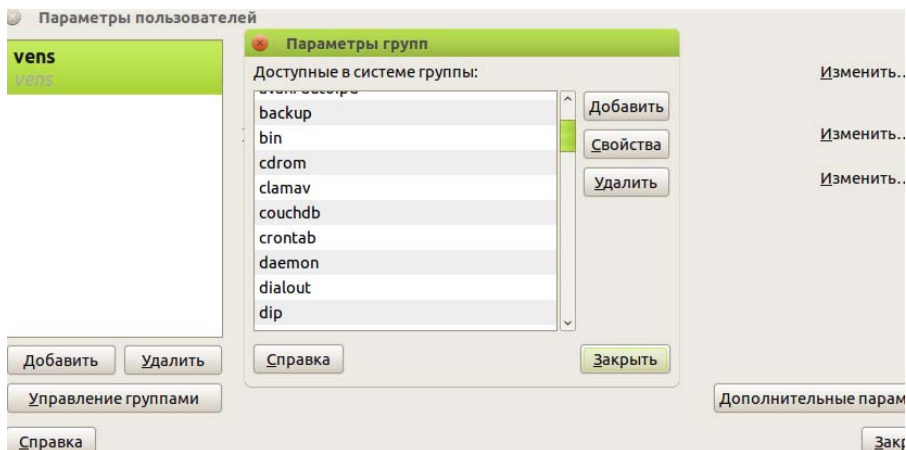 Параметры пользователей
vens
vens
Параметры групп
Доступные в системе группы:
backup
bin
cdrom
clamav
couchdb
crontab
daemon
dialout
dip
Добавить
Свойства
Удалить
Справка
Закрыть
Изменить..
Изменить..
Изменить..
Добавить Удалить
Управление группами
Дополнительные парам
Справка
Закр